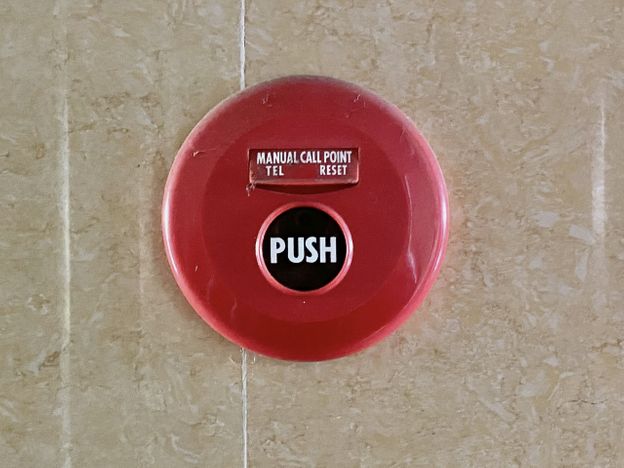 MANUAL CALL POINT
TEL RESET
PUSH